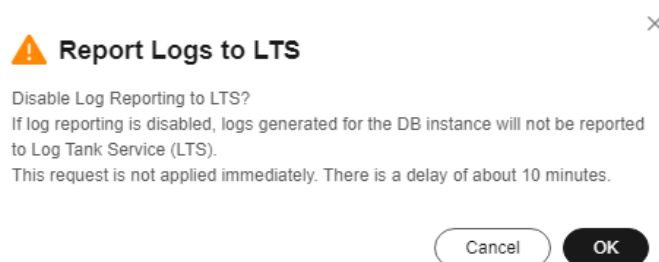 Report Logs to LTS
Disable Log Reporting to LTS?
If log reporting is disabled, logs generated for the DB instance will not be reported
to Log Tank Service (LTS).
This request is not applied immediately. There is a delay of about 10 minutes.
Cancel OK